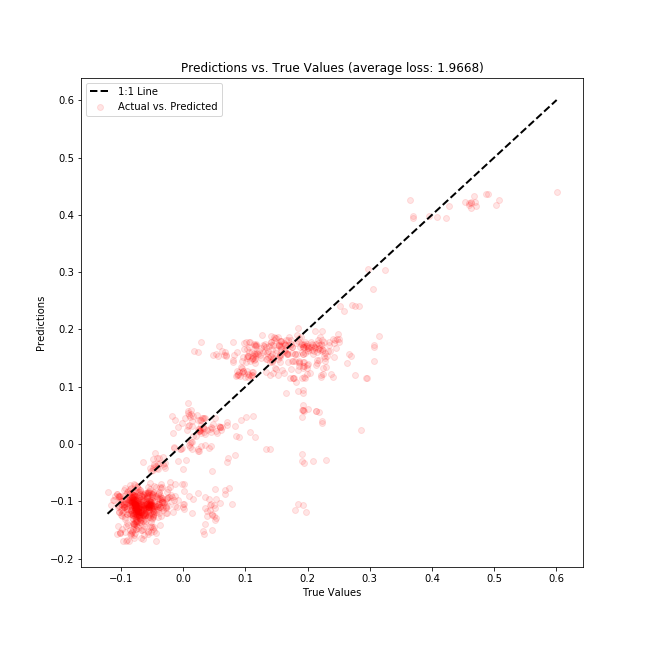 Predictions vs. True Values (average loss: 1.9668)
1:1 Line
Actual vs. Predicted
0.6
0.5
0.4
0.3
0.2
0.1
0.0
−0.1
−0.2
Predictions
−0.1 0.0 0.1 0.2 0.3 0.4 0.5 0.6
True Values